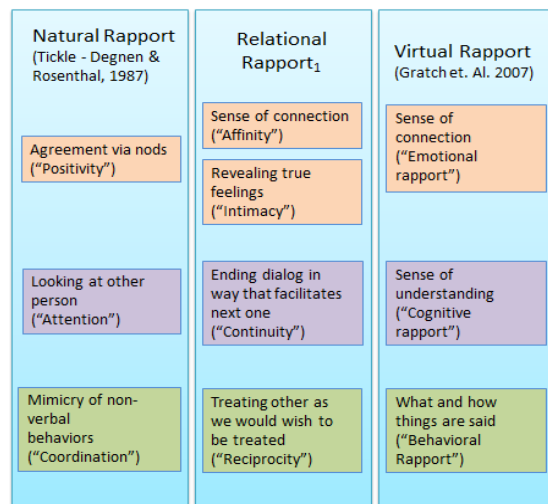 Natural Rapport
(Tickle - Degnen &
Rosenthal, 1987)
Agreement via nods
("Positivity")
Looking at other
person
("Attention")
Mimicry of non-
verbal
behaviors
("Coordination")
Relational
Rapport1
Sense of connection
("Affinity")
Revealing true
feelings
("Intimacy")
Ending dialog in
way that facilitates
next one
("Continuity")
Treating other as
we would wish to
be treated
("Reciprocity")
Virtual Rapport
(Gratch et. Al. 2007)
Sense of
connection
("Emotional
rapport")
Sense of
understanding
("Cognitive
rapport")
What and how
things are said
("Behavioral
Rapport")